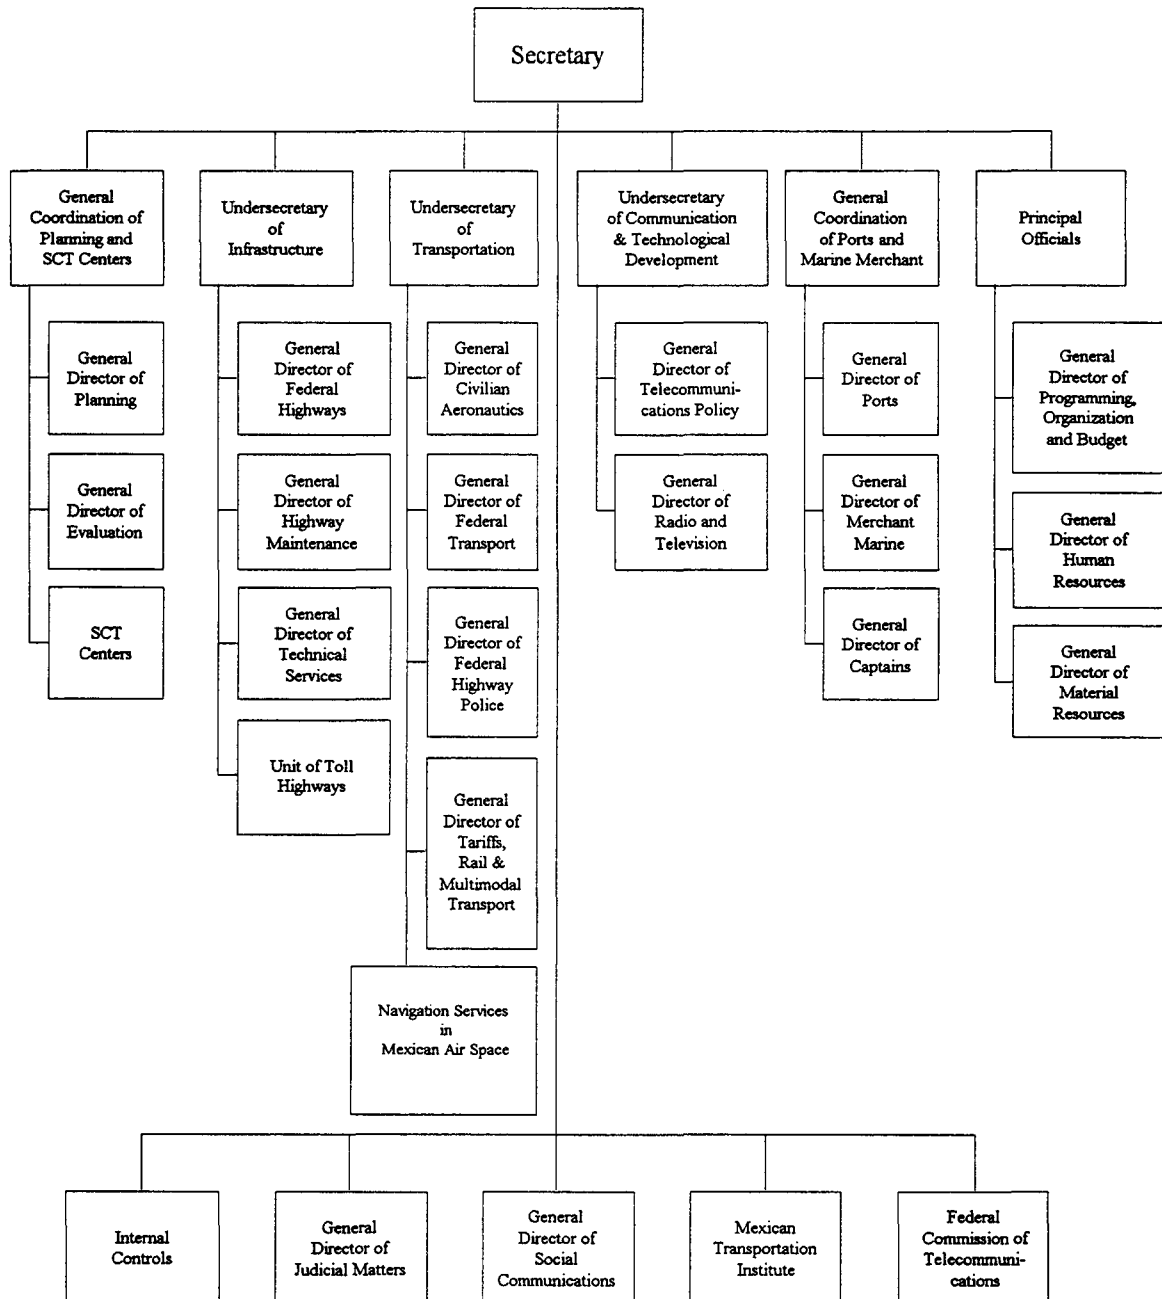 Secretary
General
Coordination of
Planning and
SCT Centers
Undersecretary
of
Infrastructure
Undersecretary
of
Transportation
Undersecretary
of Communication
& Technological
Development
General
Coordination
of Ports and
Marine Merchant
Principal
Officials
General
Director of
Planning
General
Director of
Evaluation
SCT
Centers
General
Director of
Federal
Highways
General
Director of
Highway
Maintenance
General
Director of
Technical
Services
Unit of Toll
Highways
General
Director of
Civilian
Aeronautics
General
Director of
Federal
Transport
General
Director of
Federal
Highway
Police
General
Director of
Tariffs,
Rail &
Multimodal
Transport
Navigation Services
in
Mexican Air Space
General
Director of
Telecommuni-
cations Policy
General
Director of
Radio and
Television
General
Director of
Ports
General
Director of
Merchant
Marine
General
Director of
Captains
General
Director of
Programming,
Organization
and Budget
General
Director of
Human
Resources
General
Director of
Material
Resources
Internal
Controls
General
Director of
Judicial Matters
General
Director of
Social
Communications
Mexican
Transportation
Institute
Federal
Commission of
Telecommuni-
cations